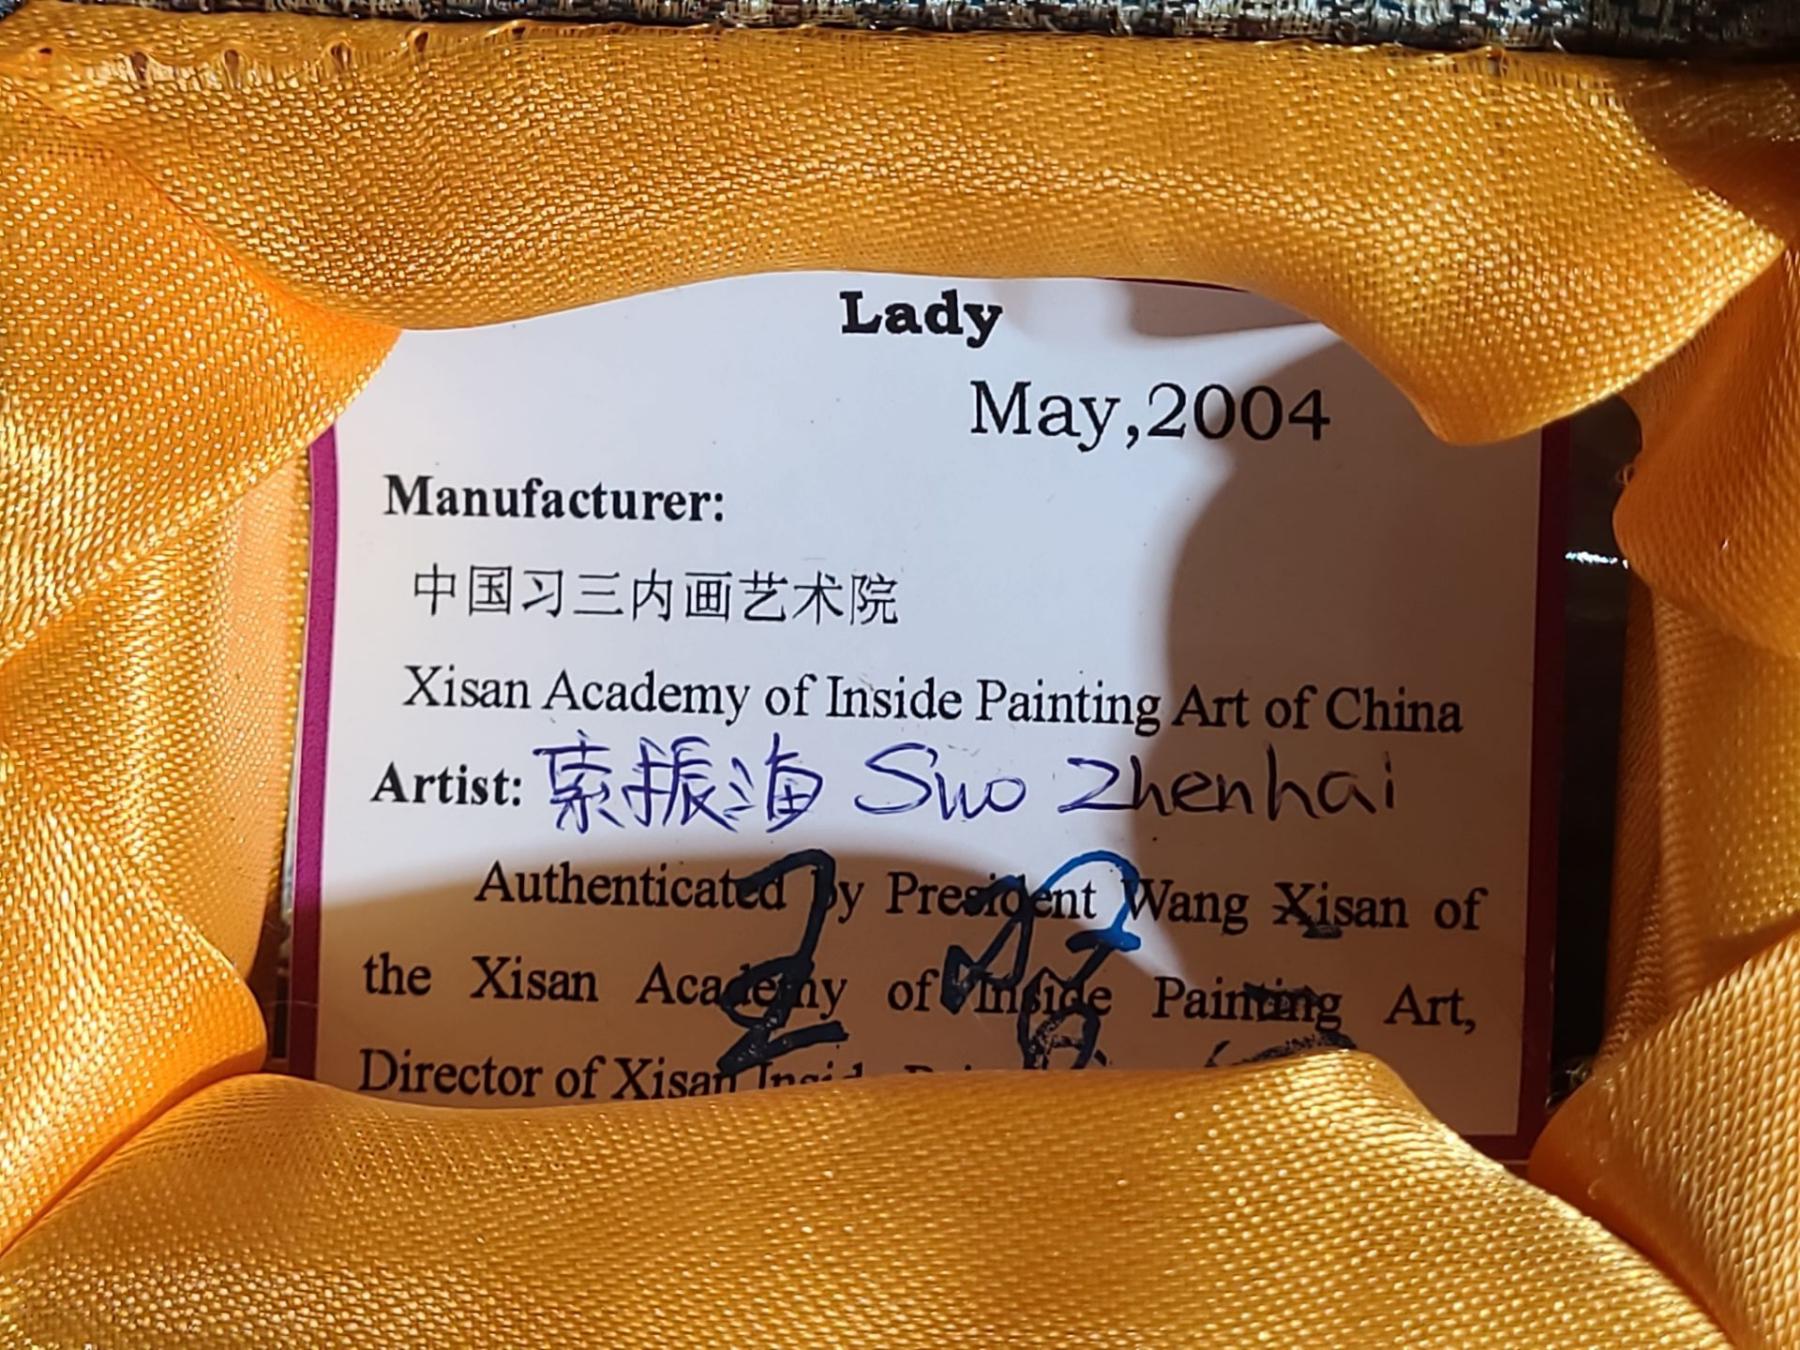 Lady
May,2004
Manufacturer:
中国习三内画艺术院
Xisan Academy of Inside Painting Art of China
Artist: 索振海 Suo Zhenhai
Authenticated by President Wang Xisan of
the Xisan Academy of Inside Painting Art,
Director of Xisan Insid